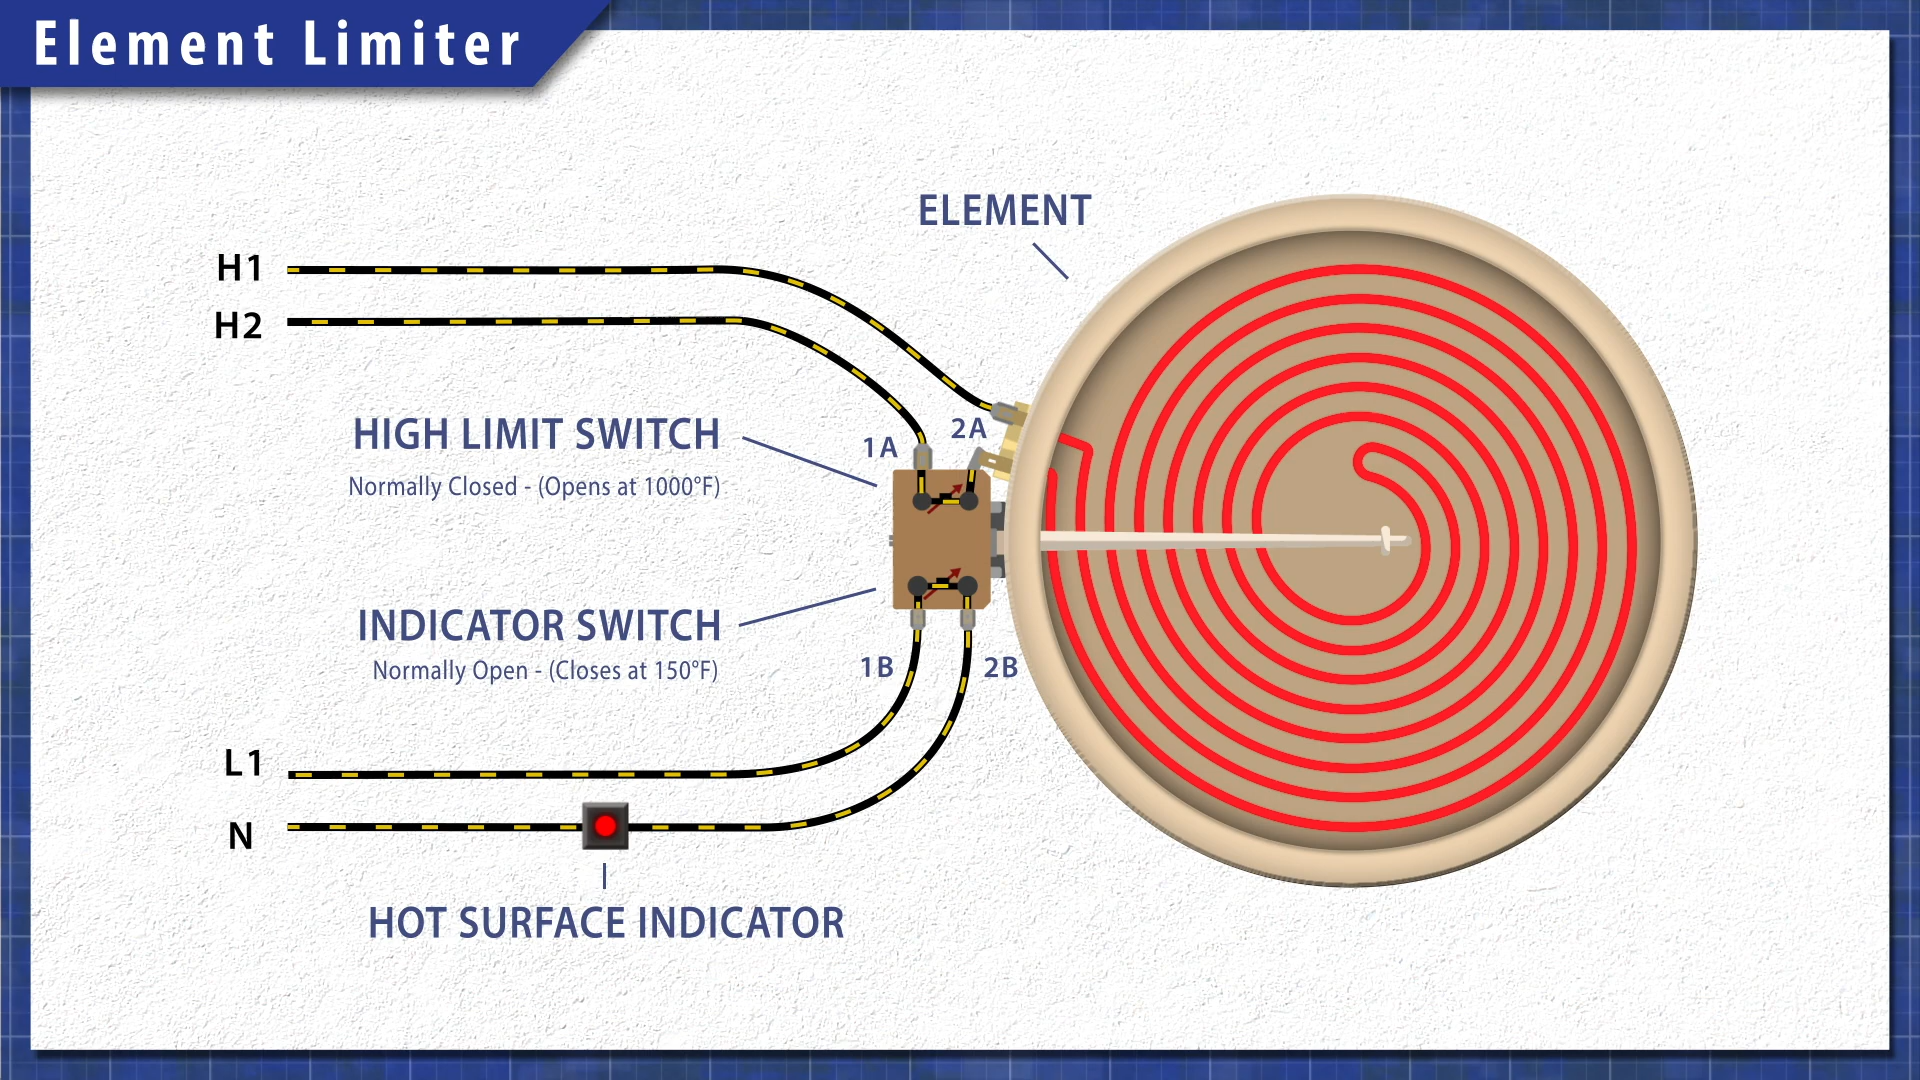 Element Limiter
ELEMENT
H1
H2
HIGH LIMIT SWITCH
Normally Closed - (Opens at 1000°F)
1A
2A
INDICATOR SWITCH
Normally Open - (Closes at 150°F)
1B
2B
L1
N
HOT SURFACE INDICATOR